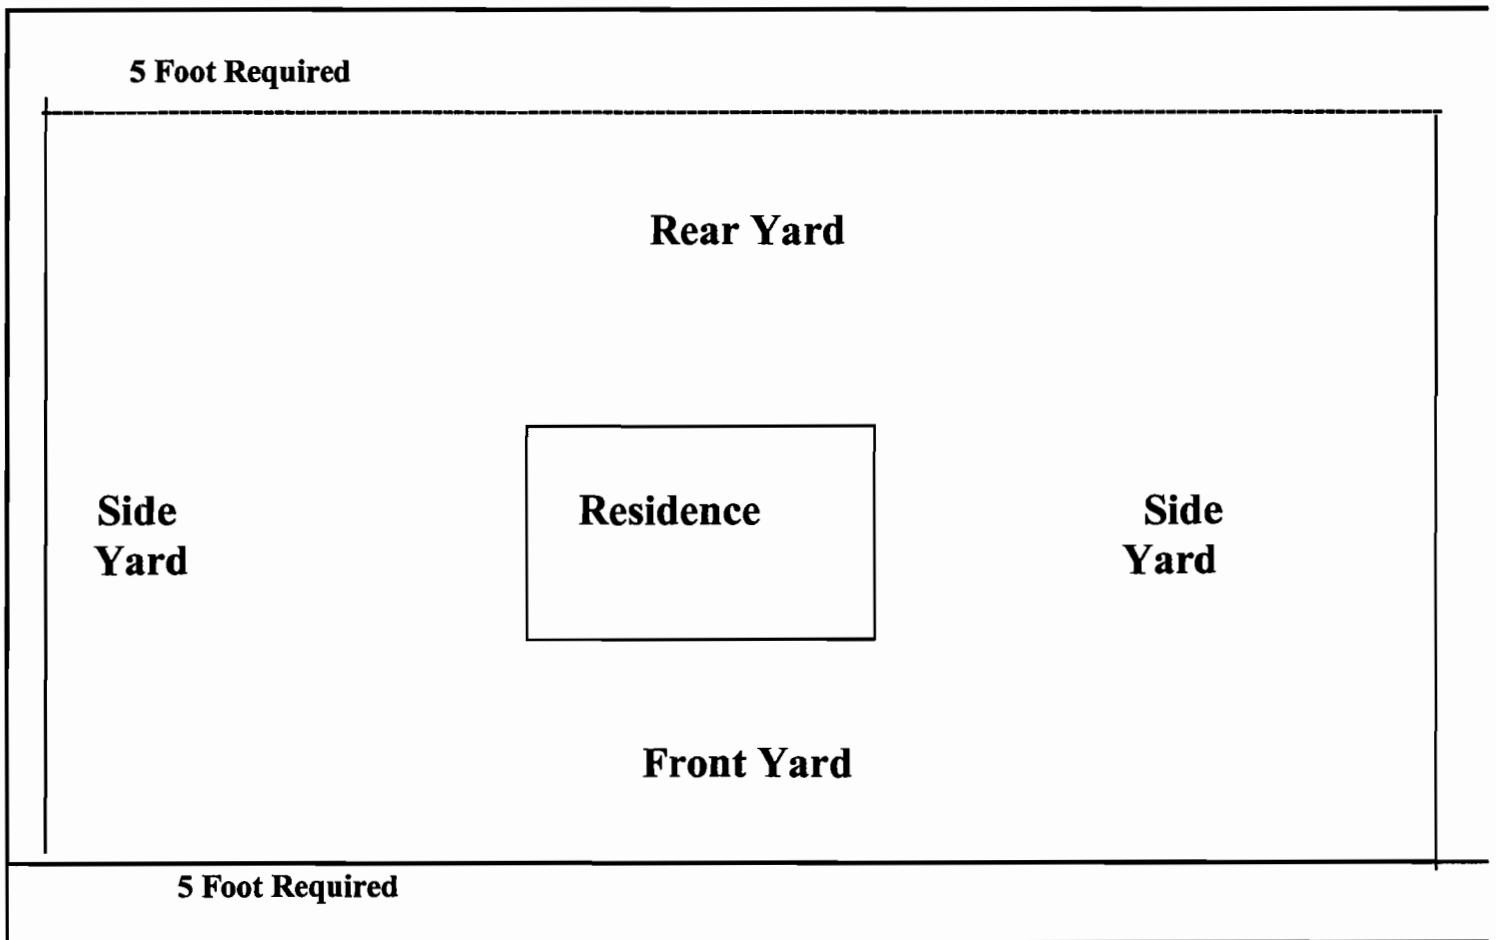 5 Foot Required
Rear Yard
Side
Yard
Residence
Side
Yard
Front Yard
5 Foot Required